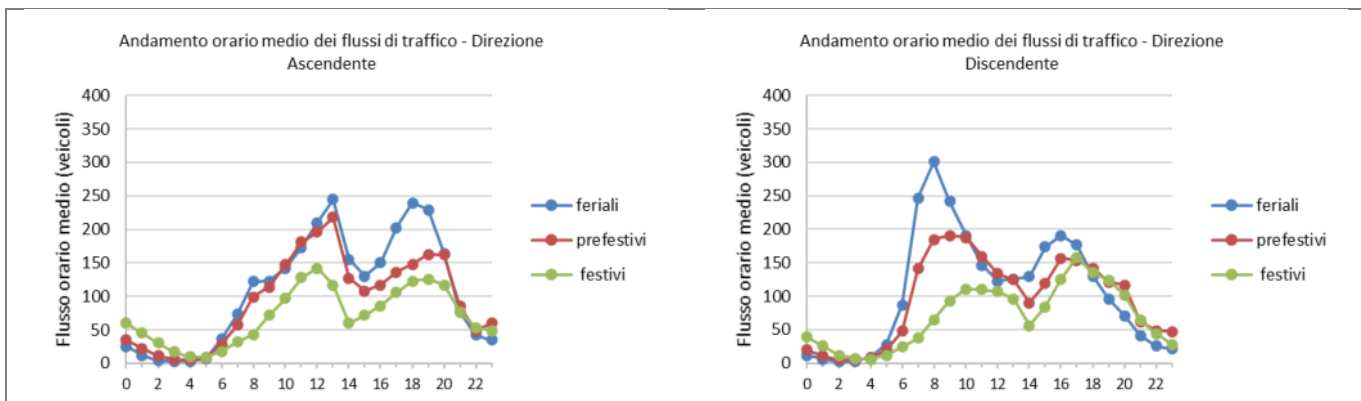 Andamento orario medio dei flussi di traffico - Direzione
Ascendente
Flusso orario medio (veicoli)
400
350
300
250
200
150
100
50
0
0 2 4 6 8 10 12 14 16 18 20 22
feriali
prefestivi
festivi
Andamento orario medio dei flussi di traffico - Direzione
Discendente
Flusso orario medio (veicoli)
400
350
300
250
200
150
100
50
0
0 2 4 6 8 10 12 14 16 18 20 22
feriali
prefestivi
festivi